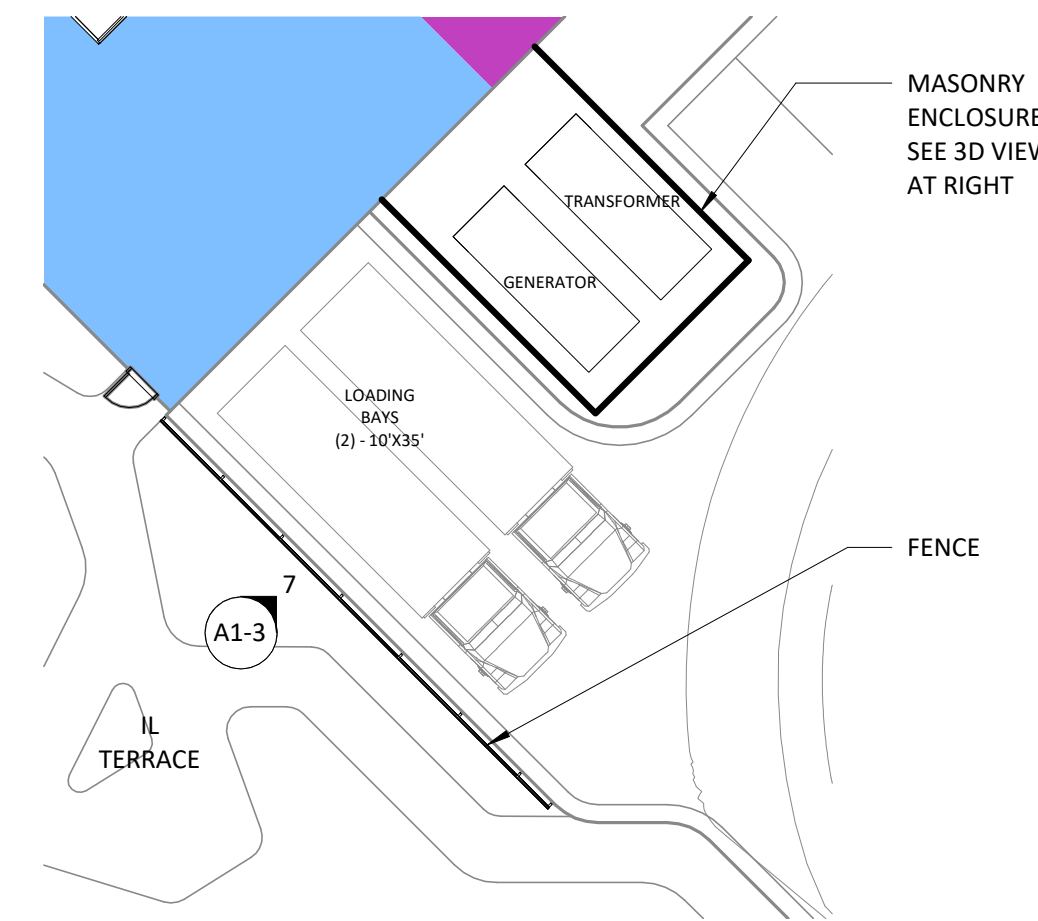 MASONRY
ENCLOSURE
SEE 3D VIEW
AT RIGHT
TRANSFORMER
GENERATOR
LOADING
BAYS
(2) - 10'X35'
FENCE
7
A1-3
IL
TERRACE